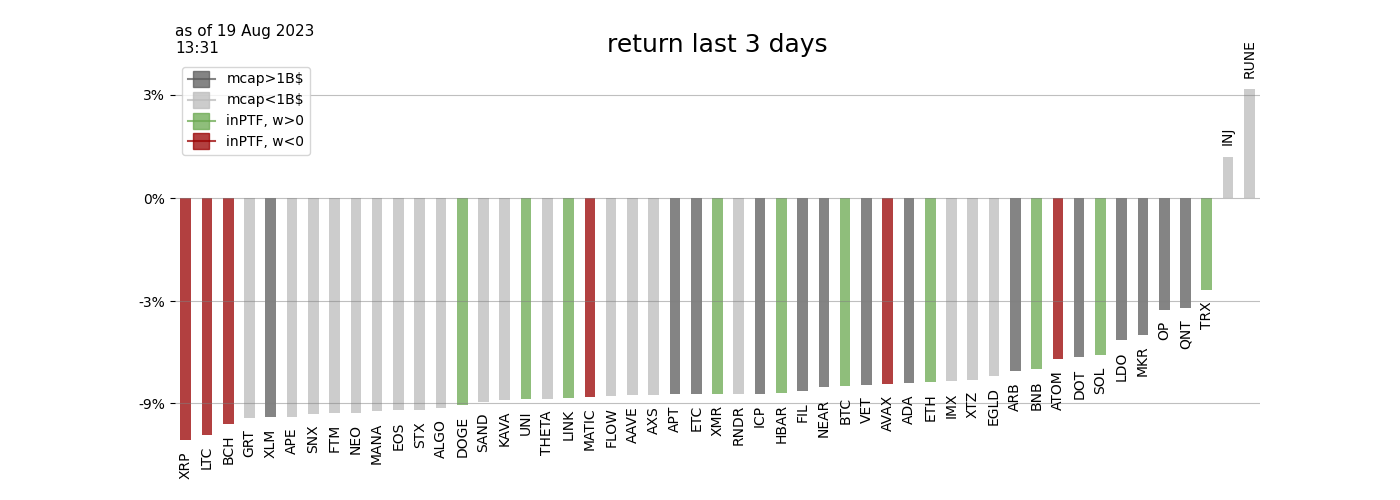 as of 19 Aug 2023
13:31
return last 3 days
mcap>1B$
mcap<1B$
inPTF, w>0
inPTF, w<0
3%
0%
-3%
-9%
XRP
LTC
BCH
GRT
XLM
APE
SNX
FTM
NEO
MANA
EOS
STX
ALGO
DOGE
SAND
KAVA
UNI
THETA
LINK
MATIC
FLOW
AAVE
AXS
APT
ETC
XMR
RNDR
ICP
HBAR
FIL
NEAR
BTC
VET
AVAX
ADA
ETH
IMX
XTZ
EGLD
ARB
BNB
ATOM
DOT
SOL
LDO
MKR
OP
QNT
TRX
INJ
RUNE